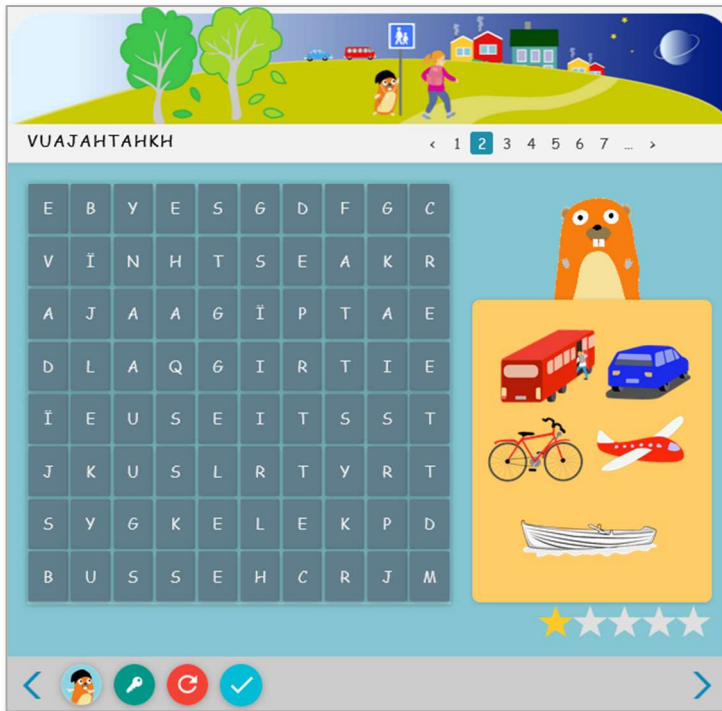 VUAJAHTAHKH
‹ 1 2 3 4 5 6 7 … ›
E B Y E S G D F G C
V Ï N H T S E A K R
A J A A G Ï P T A E
D L A Q G I R T I E
Ï E U S E I T S S T
J K U S L R T Y R T
S Y G K E L E K P D
B U S S E H C R J M